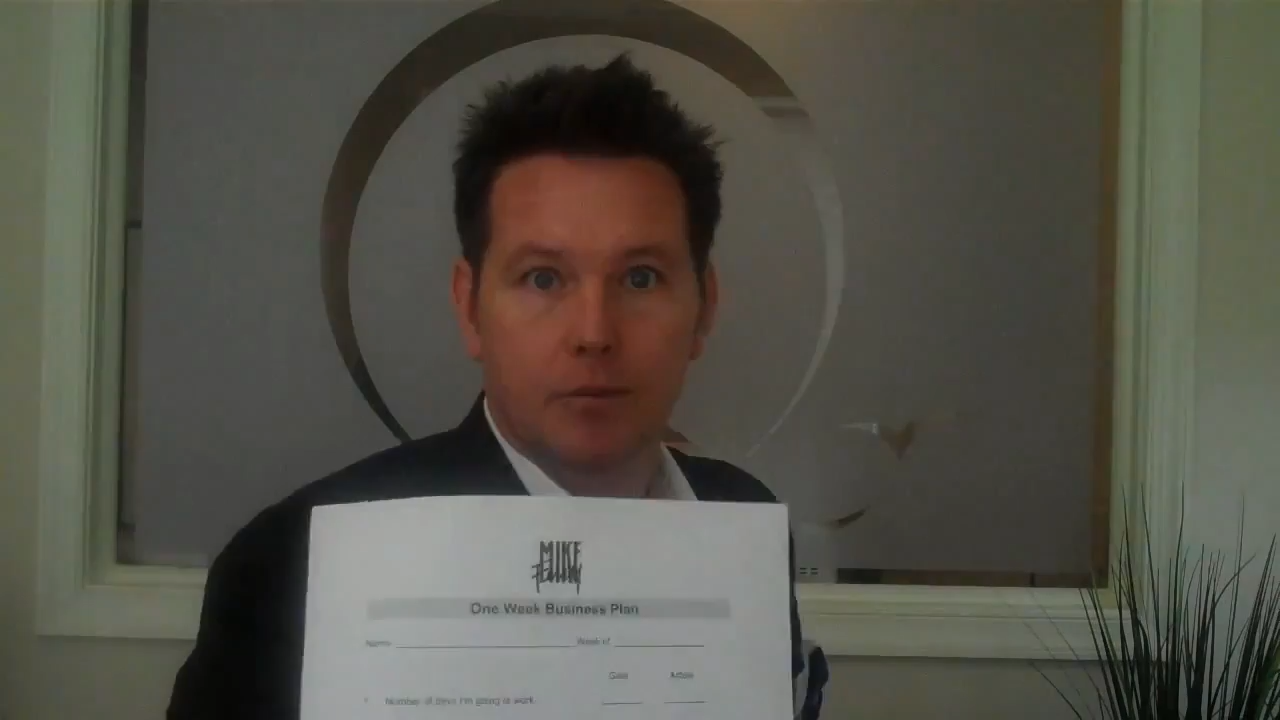 MIKE
One Week Business Plan
Name Week of
Goal Actual
Number of days I'm going to work